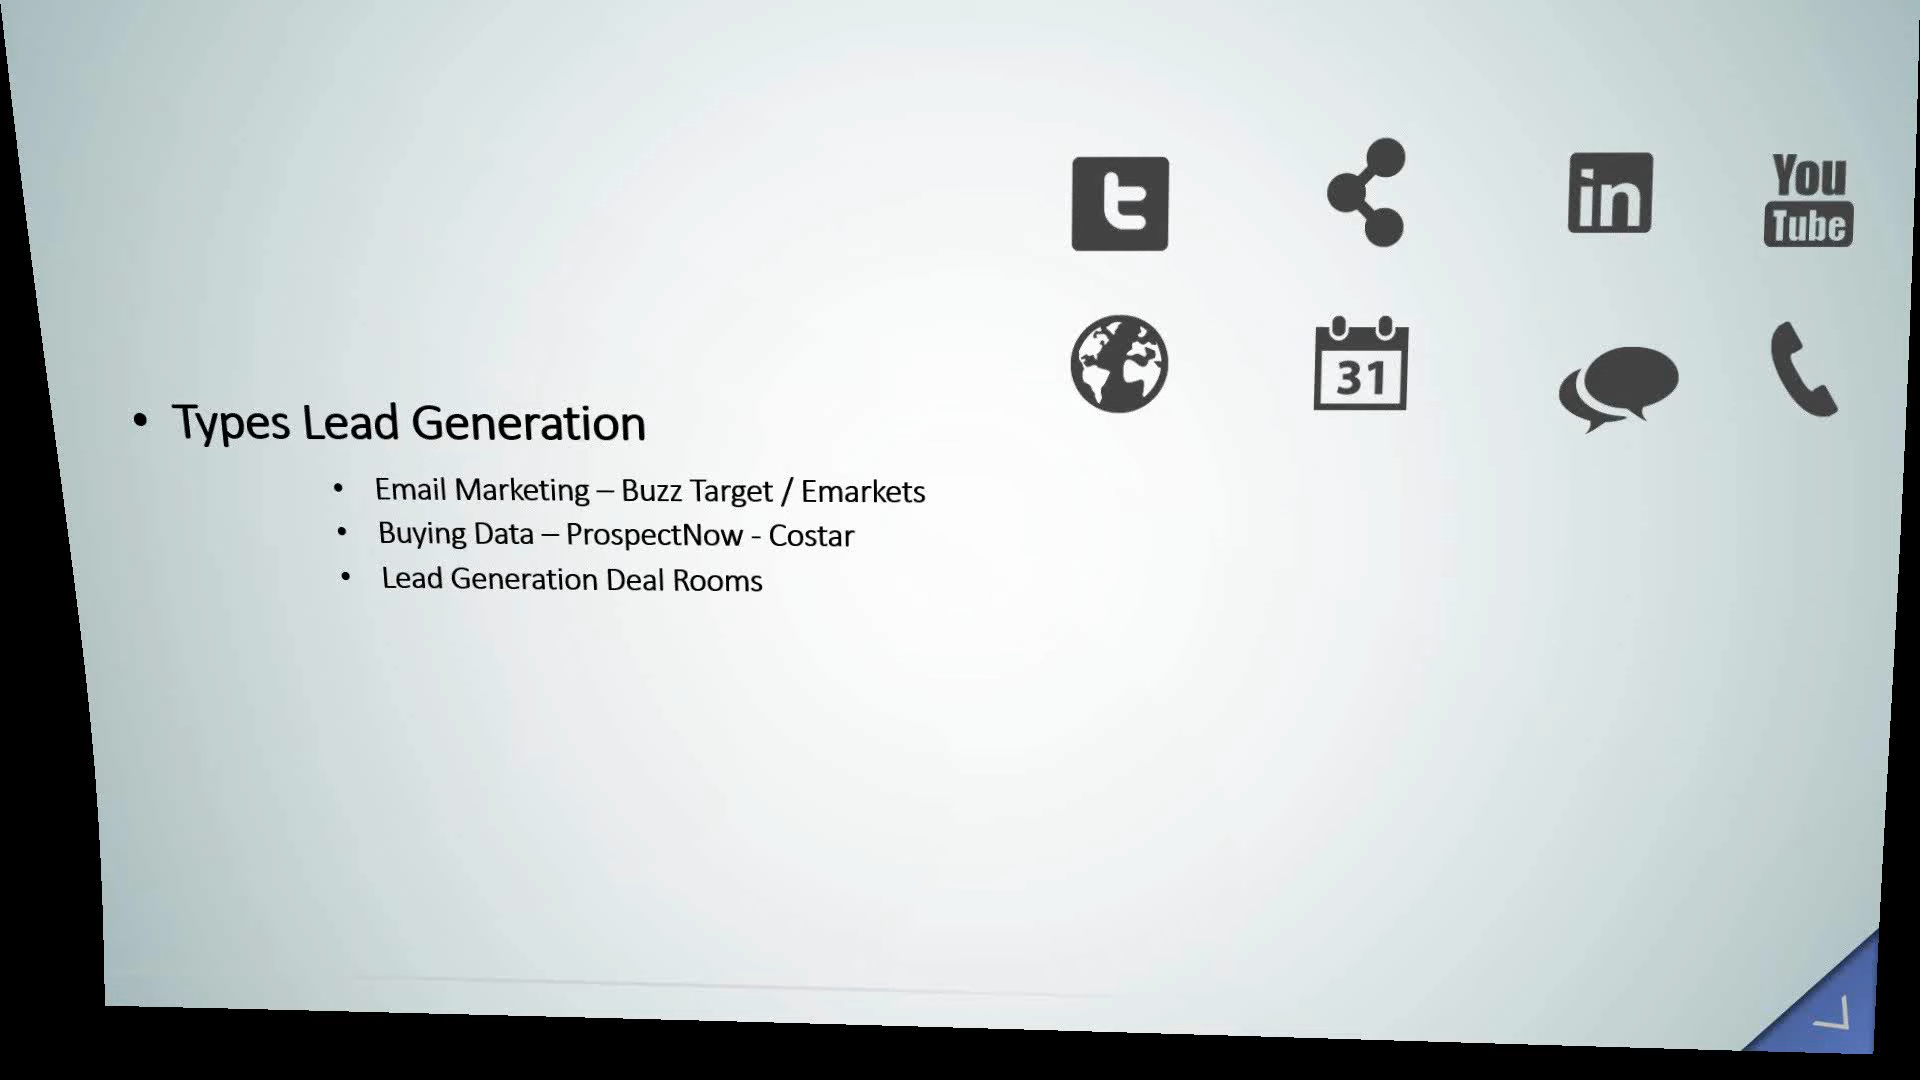 • Types Lead Generation
• Email Marketing – Buzz Target / Emarkets
• Buying Data – ProspectNow - Costar
• Lead Generation Deal Rooms
t
in
You
Tube
31